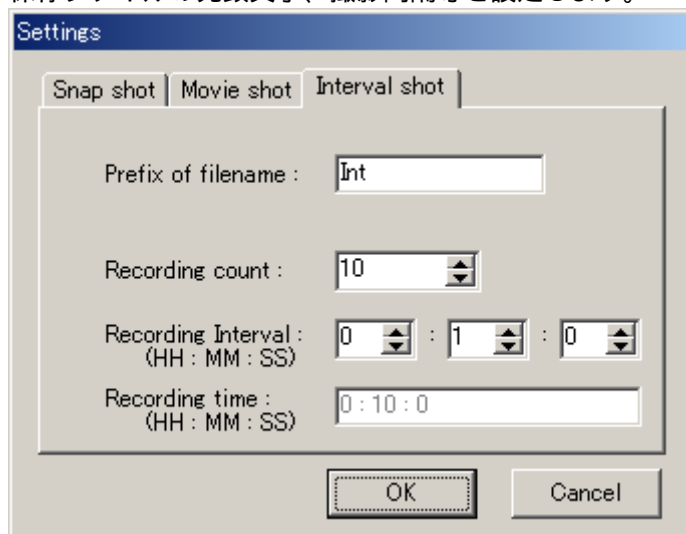 Settings
Snap shot Movie shot Interval shot
Prefix of filename : Int
Recording count : 10
Recording Interval : 0 : 1 : 0
(HH : MM : SS)
Recording time : 0 : 10 : 0
(HH : MM : SS)
OK Cancel